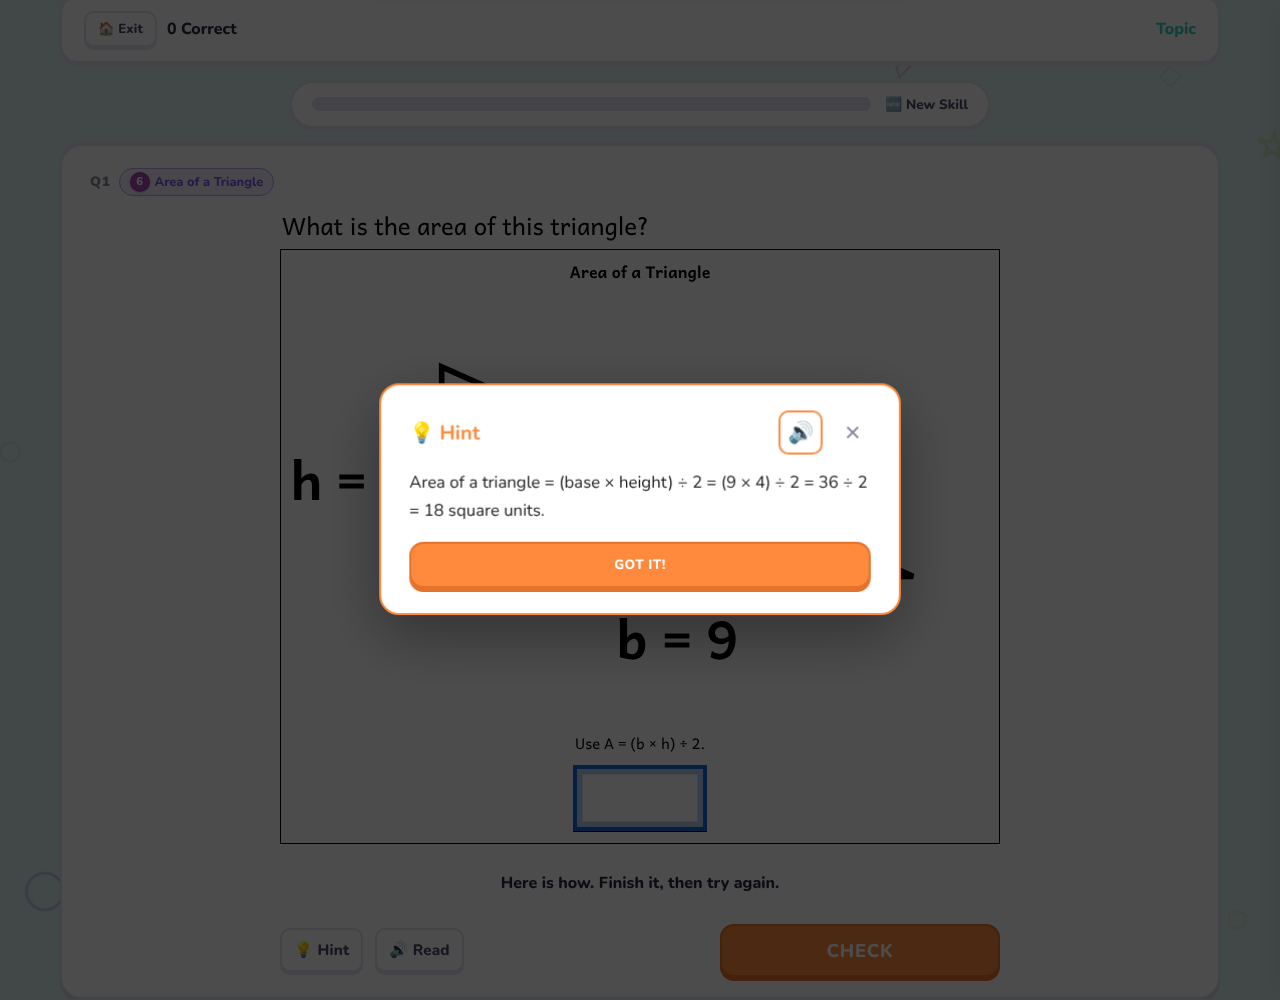 🏠 Exit
0 Correct
Topic
🆕 New Skill
Q1
6 Area of a Triangle
What is the area of this triangle?
Area of a Triangle
💡 Hint
🔊
✕
h =
Area of a triangle = (base × height) ÷ 2 = (9 × 4) ÷ 2 = 36 ÷ 2
= 18 square units.
GOT IT!
b = 9
Use A = (b × h) ÷ 2.
Here is how. Finish it, then try again.
💡 Hint
🔊 Read
CHECK